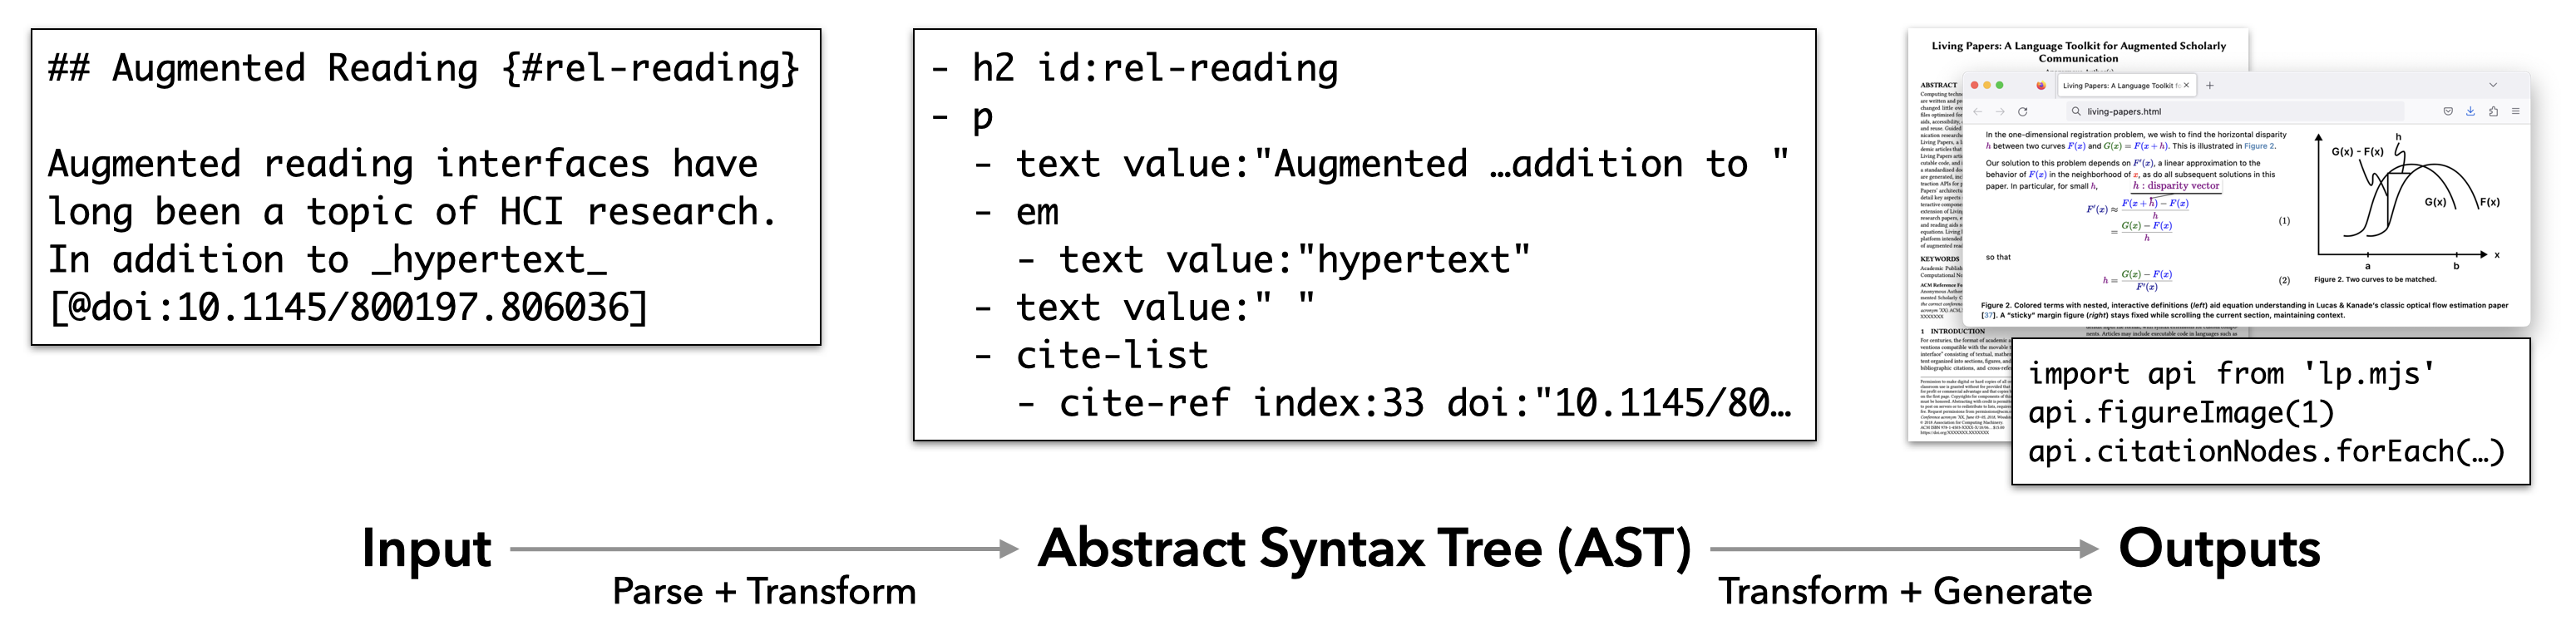 ## Augmented Reading {#rel-reading}
Augmented reading interfaces have
long been a topic of HCI research.
In addition to _hypertext_
[@doi:10.1145/800197.806036]
- h2 id:rel-reading
- p
- text value:"Augmented …addition to "
- em
- text value:"hypertext"
- text value:" "
- cite-list
- cite-ref index:33 doi:"10.1145/80…
Living Papers: A Language Toolkit for Augmented Scholarly
Communication
ABSTRACT
KEYWORDS
1 INTRODUCTION
Living Papers: A Language Toolkit f
living-papers.html
In the one-dimensional registration problem, we wish to find the horizontal disparity
h between two curves F(x) and G(x) = F(x + h). This is illustrated in Figure 2.
Our solution to this problem depends on F′(x), a linear approximation to the
behavior of F(x) in the neighborhood of x, as do all subsequent solutions in this
paper. In particular, for small h,
h : disparity vector
F′(x) ≈ F(x + h) − F(x) / h
(1)
= G(x) − F(x) / h
so that
h = G(x) − F(x) / F′(x)
(2)
h
G(x) - F(x)
G(x)
F(x)
x
a
b
Figure 2. Two curves to be matched.
Figure 2. Colored terms with nested, interactive definitions (left) aid equation understanding in Lucas & Kanade's classic optical flow estimation paper
[37]. A "sticky" margin figure (right) stays fixed while scrolling the current section, maintaining context.
import api from 'lp.mjs'
api.figureImage(1)
api.citationNodes.forEach(…)
Input
Parse + Transform
Abstract Syntax Tree (AST)
Transform + Generate
Outputs